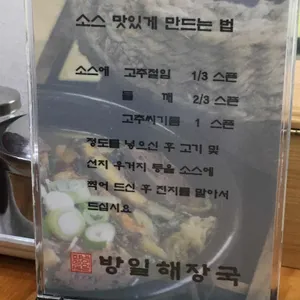 소스 맛있게 만드는 법
소스에 고추절임 1/3 스푼
들깨 2/3 스푼
고추씨기름 1 스푼
정도를 넣으신 후 고기 및
선지 우거지 등을 소스에
찍어 드신 후 진지를 말아서
드십시요
방일해장국